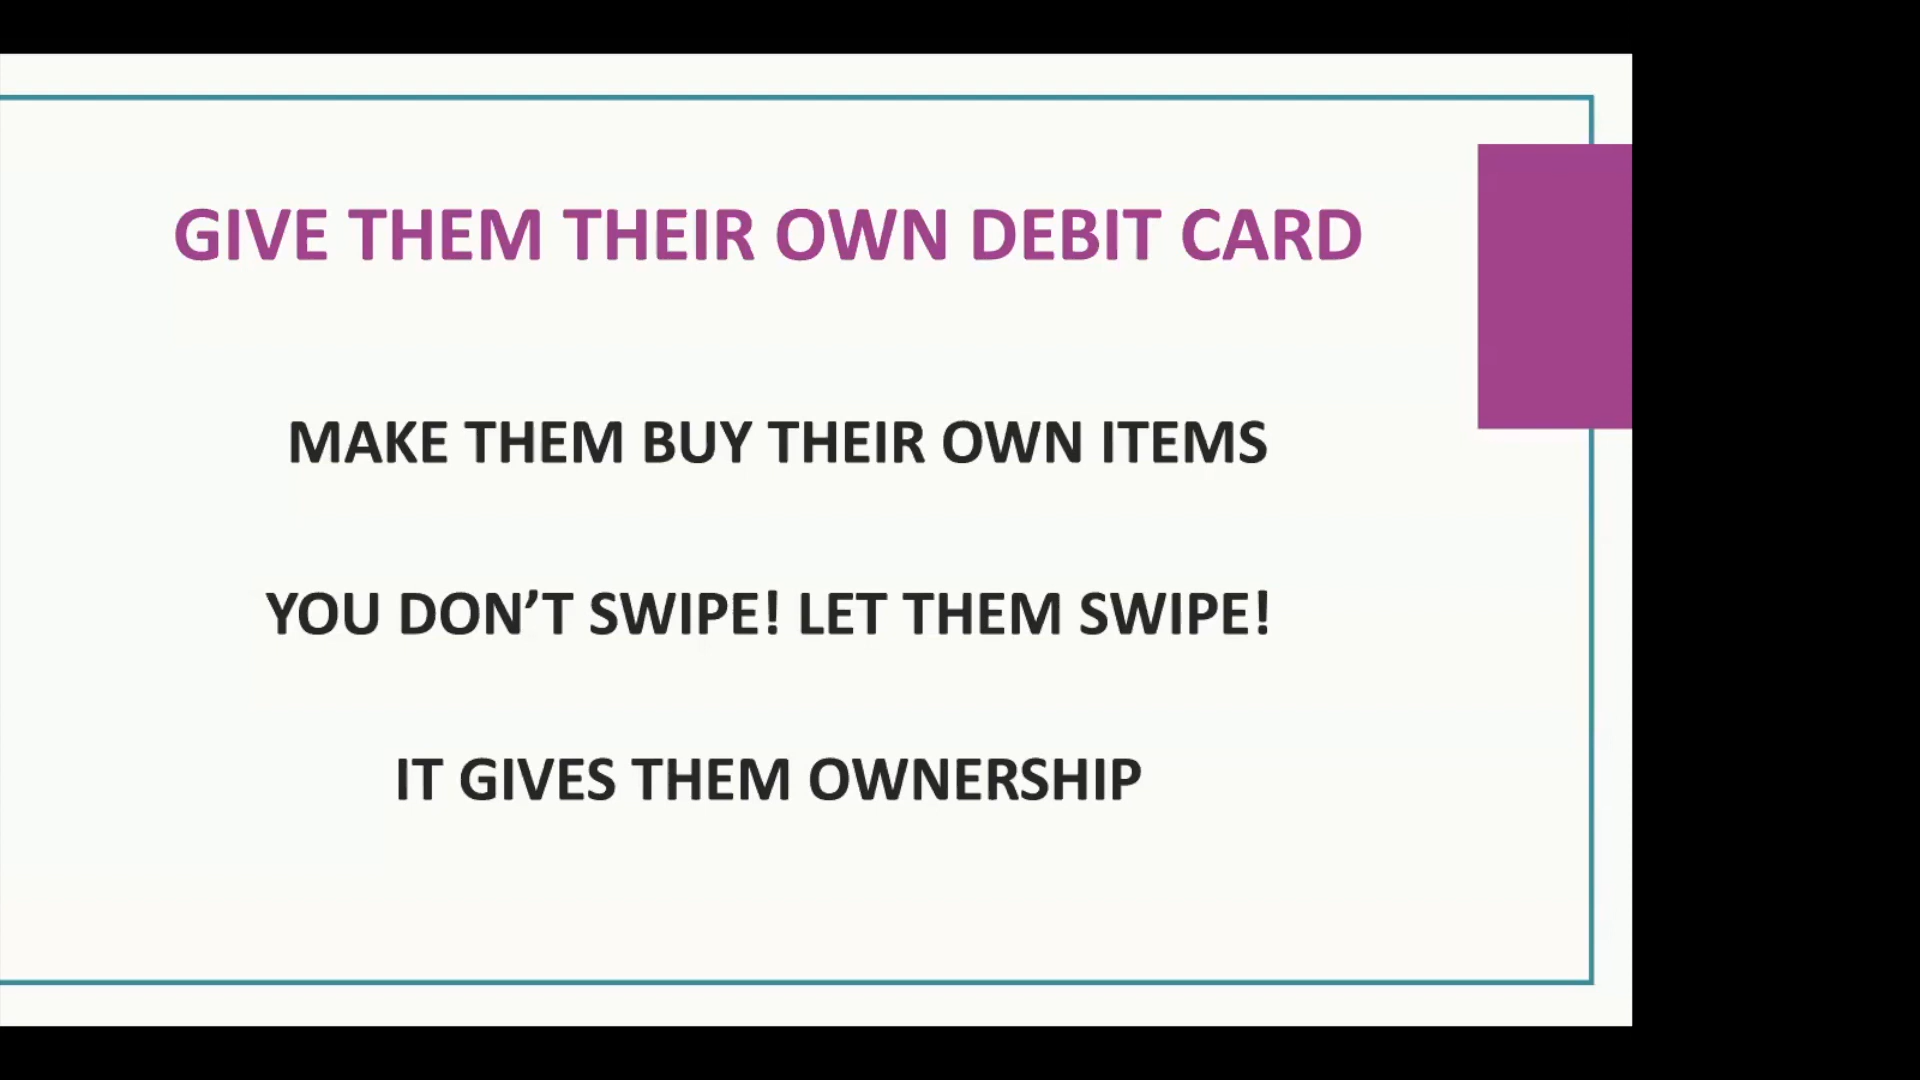 GIVE THEM THEIR OWN DEBIT CARD
MAKE THEM BUY THEIR OWN ITEMS
YOU DON’T SWIPE! LET THEM SWIPE!
IT GIVES THEM OWNERSHIP